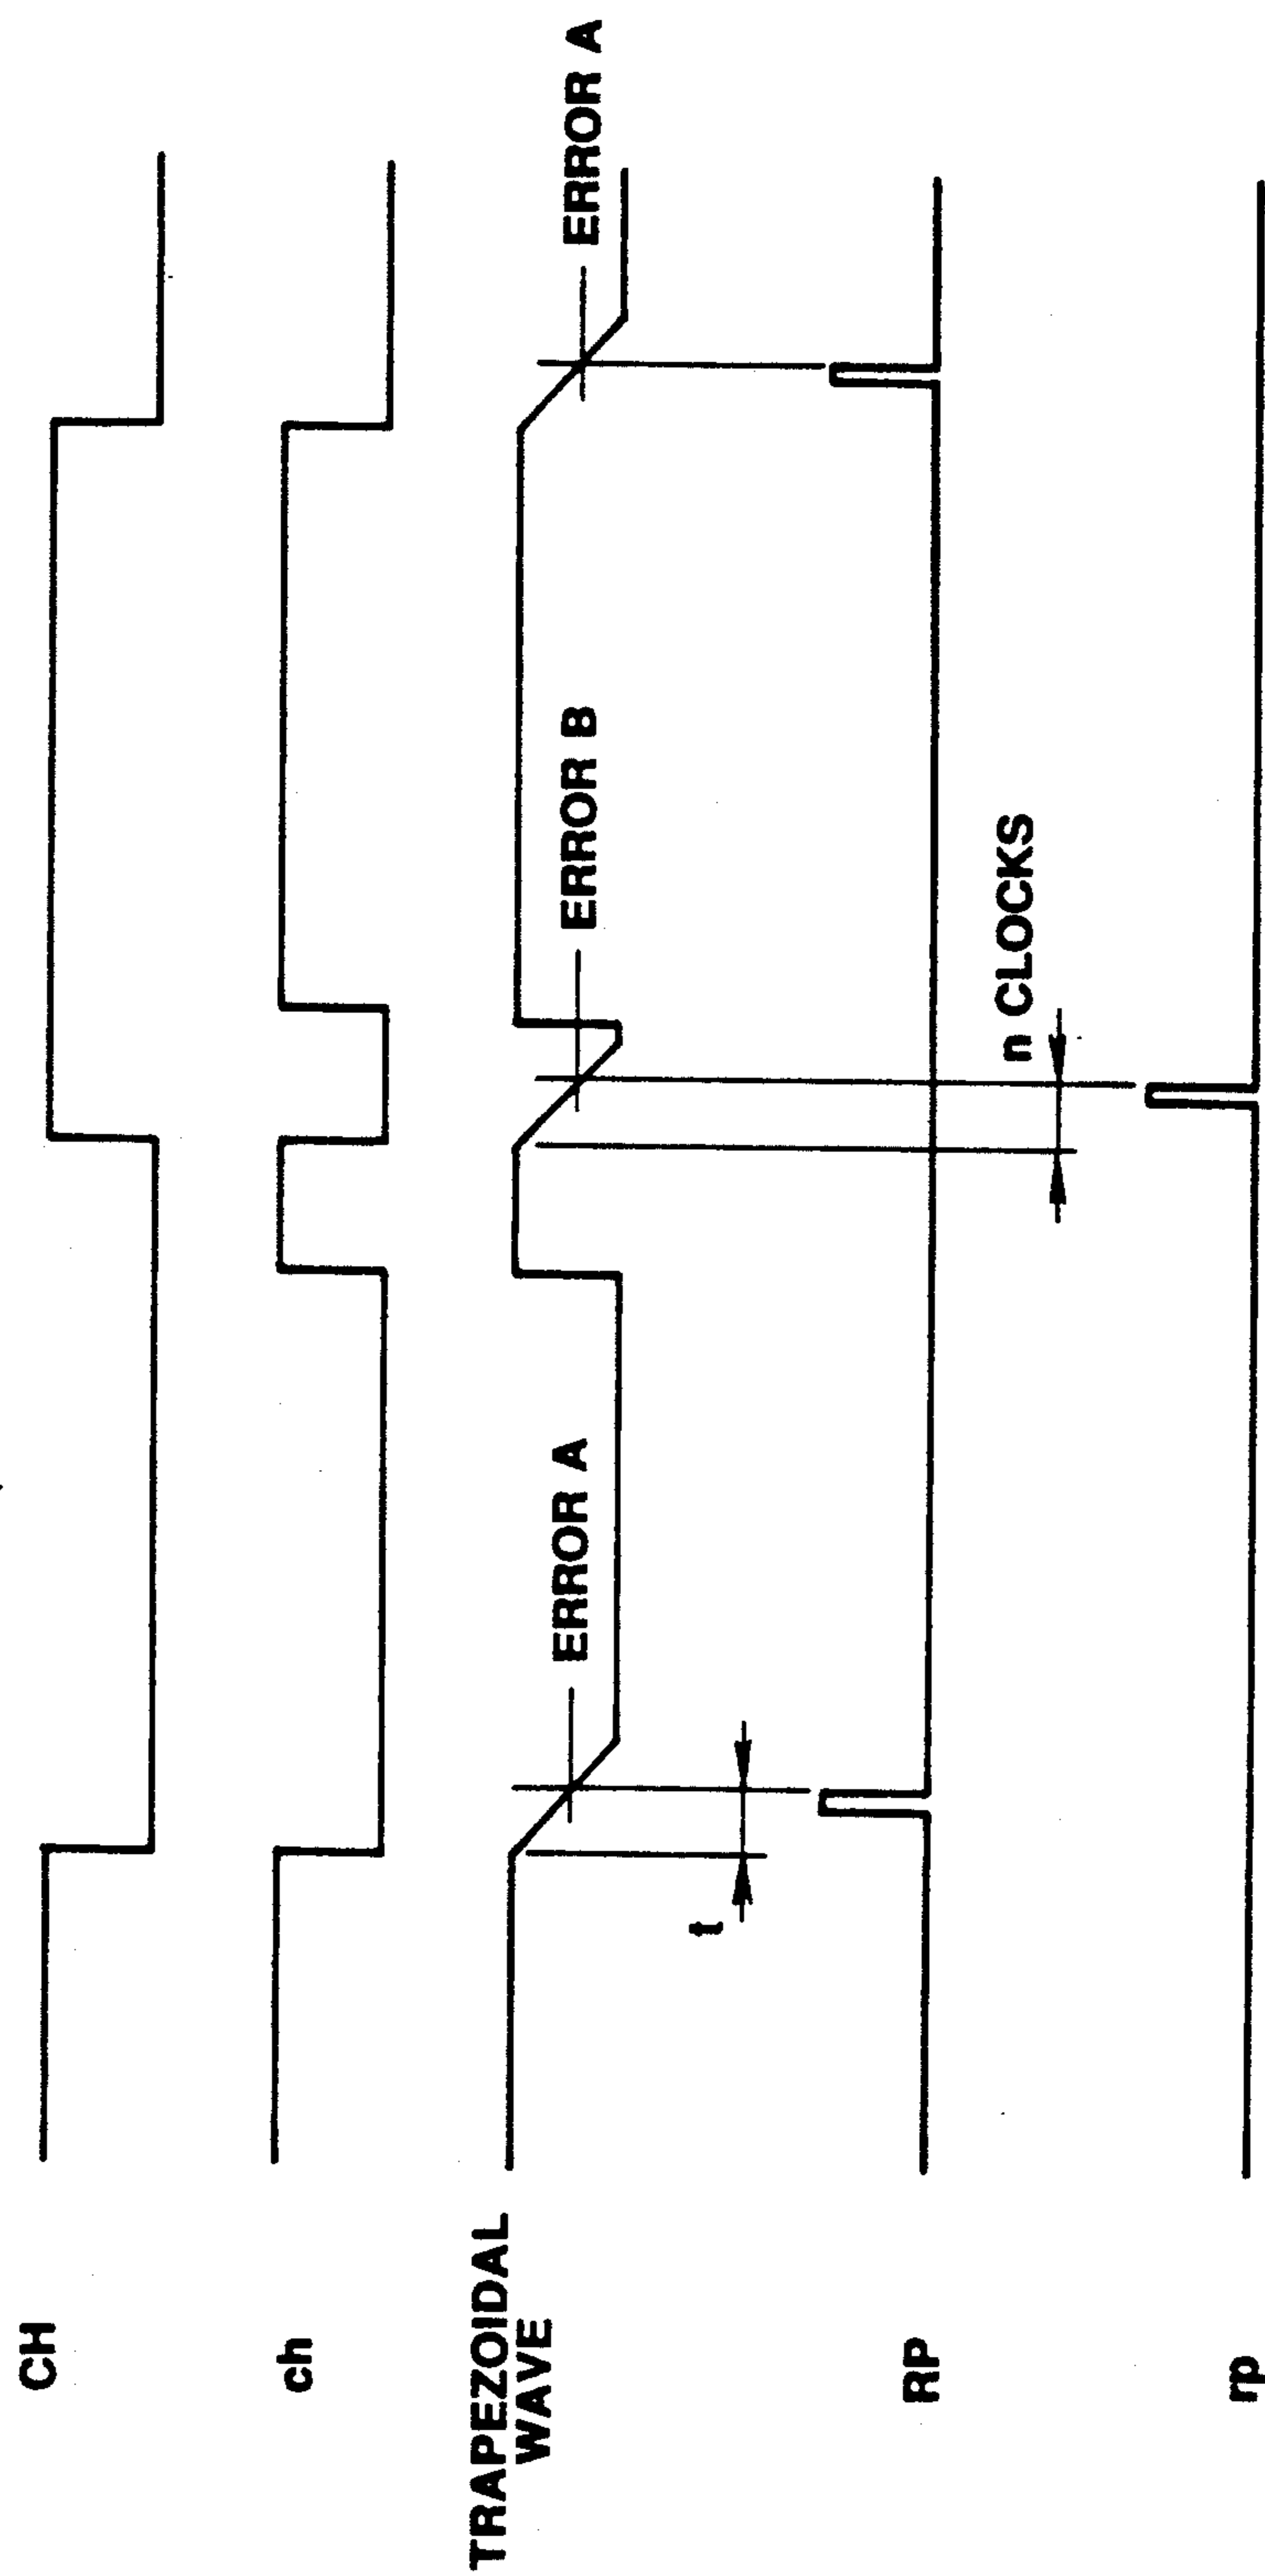 CH
ch
TRAPEZOIDAL
WAVE
ERROR A
ERROR B
ERROR A
t
RP
n CLOCKS
rp